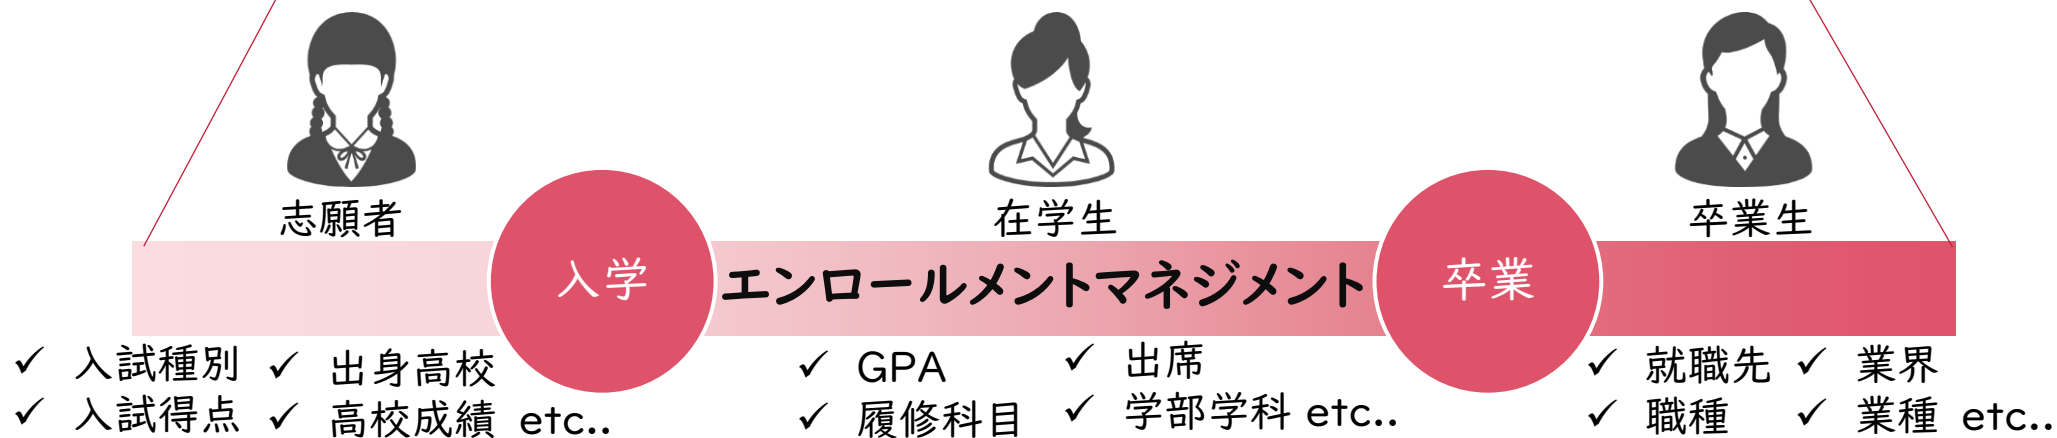 志願者
在学生
卒業生
入学
エンロールメントマネジメント
卒業
✓ 入試種別
✓ 入試得点
✓ 出身高校
✓ 高校成績 etc..
✓ GPA
✓ 履修科目
✓ 出席
✓ 学部学科 etc..
✓ 就職先
✓ 職種
✓ 業界
✓ 業種 etc..